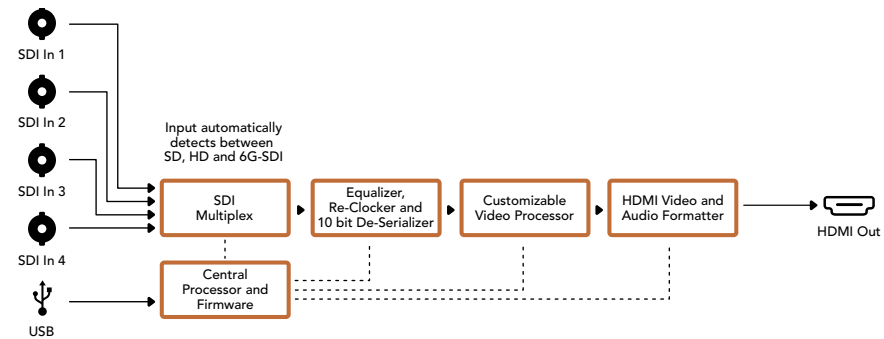 SDI In 1
SDI In 2
SDI In 3
SDI In 4
USB
Input automatically
detects between
SD, HD and 6G-SDI
SDI
Multiplex
Equalizer,
Re-Clocker and
10 bit De-Serializer
Customizable
Video Processor
HDMI Video and
Audio Formatter
HDMI Out
Central
Processor and
Firmware